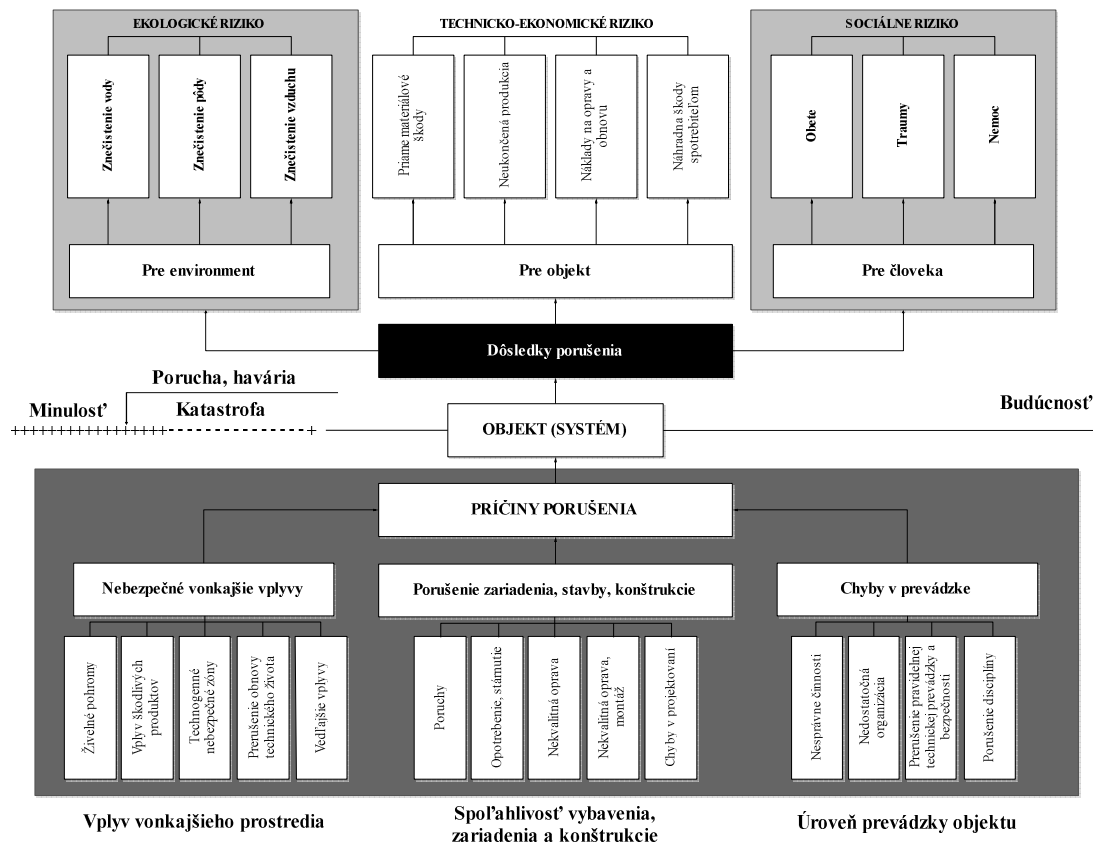 EKOLOGICKÉ RIZIKO
Znečistenie vody
Znečistenie pôdy
Znečistenie vzduchu
Pre environment
TECHNICKO-EKONOMICKÉ RIZIKO
Priame materiálové
škody
Neukončená produkcia
Náklady na opravy a
obnovu
Náhradna škody
spotrebiteľom
Pre objekt
SOCIÁLNE RIZIKO
Obete
Traumy
Nemoc
Pre človeka
Dôsledky porušenia
Porucha, havária
Minulosť
Katastrofa
OBJEKT (SYSTÉM)
Budúcnosť
PRÍČINY PORUŠENIA
Nebezpečné vonkajšie vplyvy
Živelné pohromy
Vplyv škodlivých
produktov
Technogenné
nebezpečné zóny
Prerušenie obnovy
technického života
Vedľajšie vplyvy
Porušenie zariadenia, stavby, konštrukcie
Poruchy
Opotrebenie, stárnutie
Nekvalitná oprava
Nekvalitná oprava,
montáž
Chyby v projektovaní
Chyby v prevádzke
Nesprávne činnosti
Nedostatočná
organizácia
Prerušenie pravidelnej
technickej prevádzky a
bezpečnosti
Porušenie disciplíny
Vplyv vonkajšieho prostredia
Spoľahlivosť vybavenia,
zariadenia a konštrukcie
Úroveň prevádzky objektu